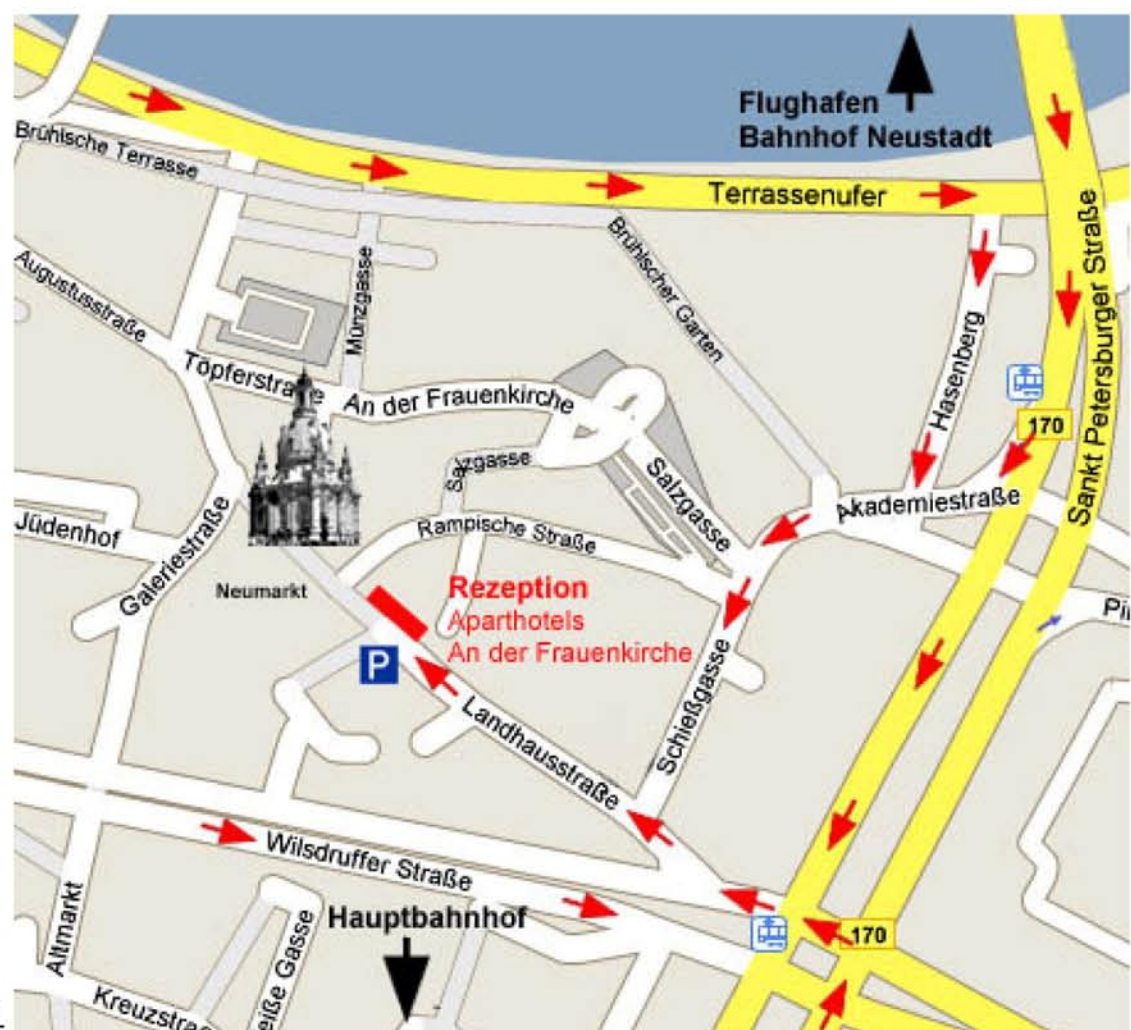 Flughafen
Bahnhof Neustadt
Brühlsche Terrasse
Terrassenufer
Sankt Petersburger Straße
Augustusstraße
Münzgasse
Brühlscher Garten
Hasenberg
Töpferstraße
An der Frauenkirche
170
Salzgasse
Salzgasse
Akademiestraße
Jüdenhof
Galeriestraße
Rampische Straße
Neumarkt
Rezeption
Aparthotels
An der Frauenkirche
P
Landhausstraße
Schießgasse
Wilsdruffer Straße
Hauptbahnhof
170
Altmarkt
Kreuzstra
eiße Gasse